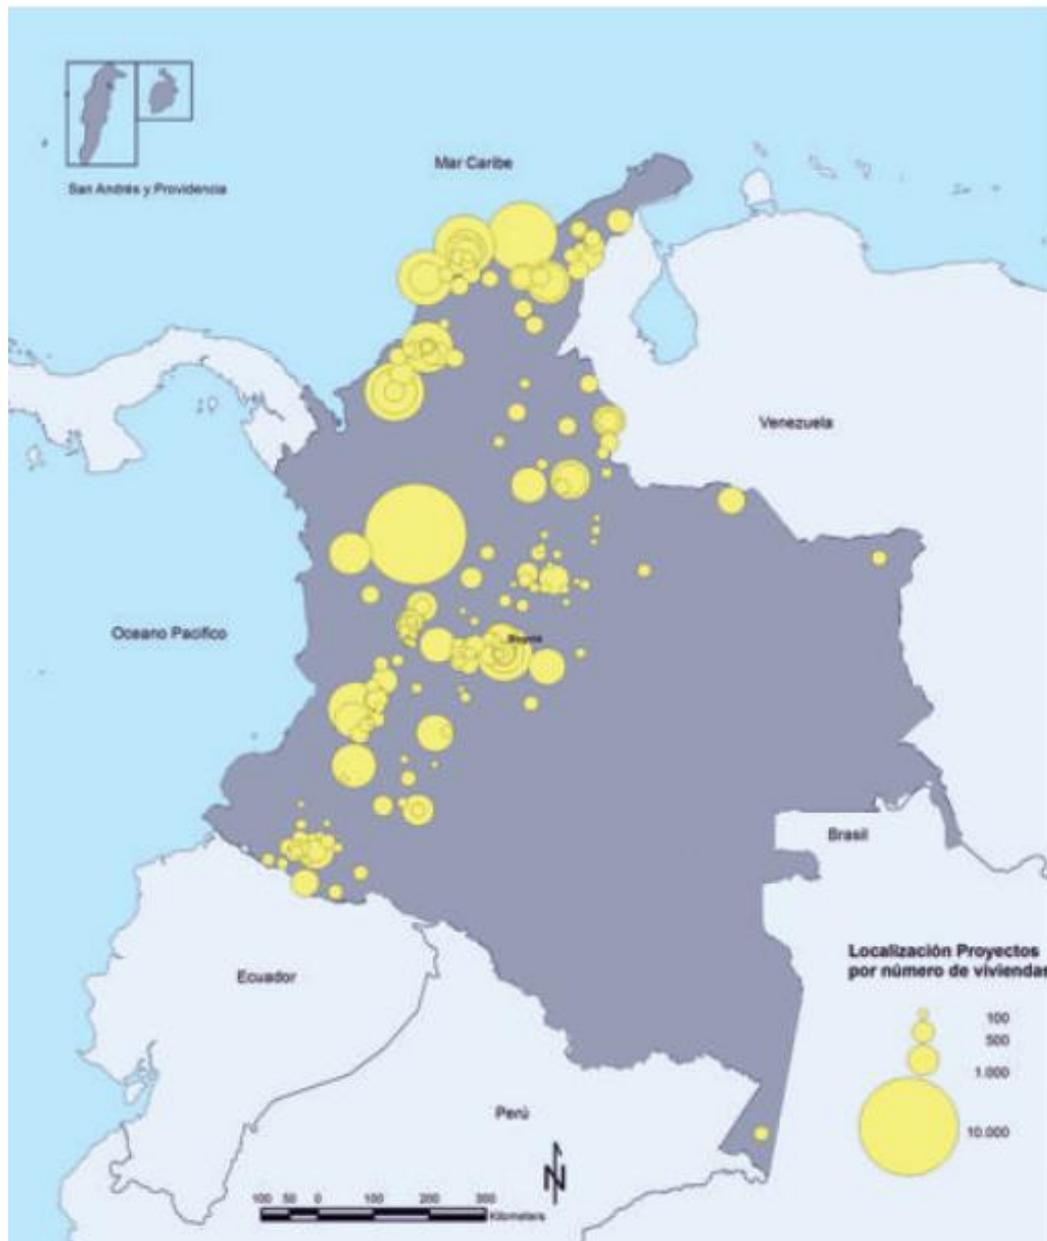 Mar Caribe
San Andrés y Providencia
Venezuela
Oceano Pacifico
Bogotá
Brasil
Ecuador
Perú
Localización Proyectos
por número de viviendas
100
500
1.000
10.000
N
100 50 0 100 200 300
Kilometers